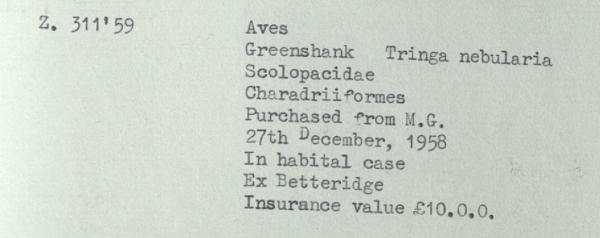 Z. 311'59 Aves
Greenshank Tringa nebularia
Scolopacidae
Charadriiformes
Purchased from M.G.
27th December, 1958
In habital case
Ex Betteridge
Insurance value £10.0.0.